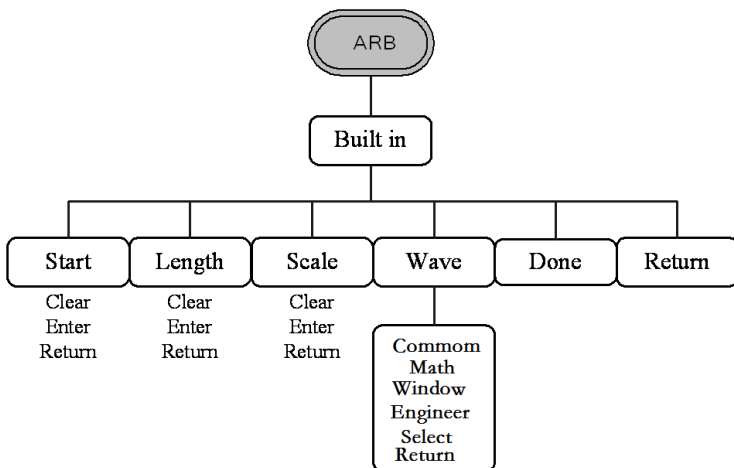 ARB
Built in
Start Length Scale Wave Done Return
Clear Clear Clear
Enter Enter Enter
Return Return Return
Commom
Math
Window
Engineer
Select
Return